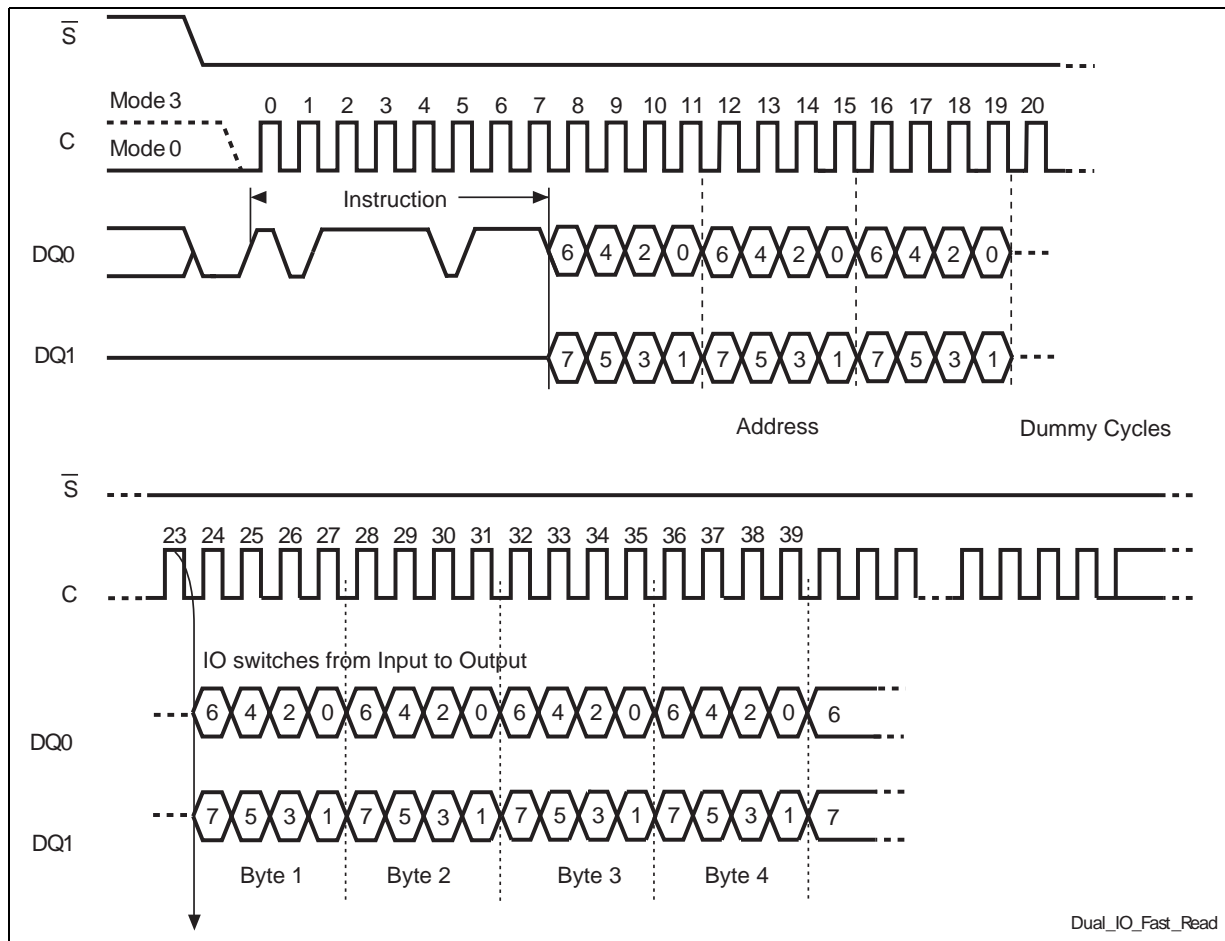 S
Mode 3
0 1 2 3 4 5 6 7 8 9 10 11 12 13 14 15 16 17 18 19 20
C
Mode 0
Instruction
DQ0
6 4 2 0 6 4 2 0 6 4 2 0
DQ1
7 5 3 1 7 5 3 1 7 5 3 1
Address
Dummy Cycles
S
23 24 25 26 27 28 29 30 31 32 33 34 35 36 37 38 39
C
IO switches from Input to Output
6 4 2 0 6 4 2 0 6 4 2 0 6 4 2 0 6
DQ0
7 5 3 1 7 5 3 1 7 5 3 1 7 5 3 1 7
DQ1
Byte 1 Byte 2 Byte 3 Byte 4
Dual_IO_Fast_Read